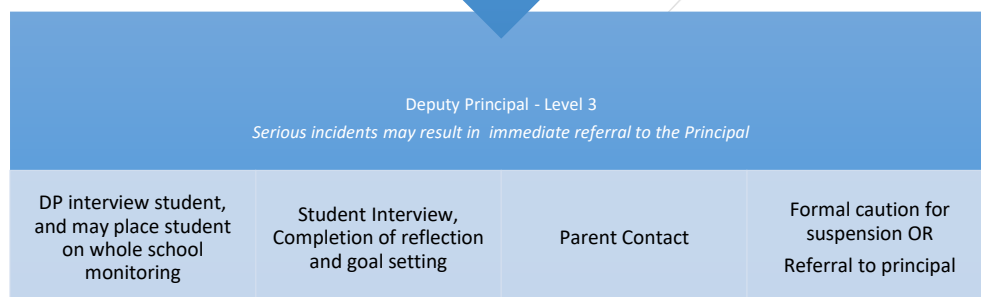 Deputy Principal - Level 3
Serious incidents may result in immediate referral to the Principal
DP interview student,
and may place student
on whole school
monitoring
Student Interview,
Completion of reflection
and goal setting
Parent Contact
Formal caution for
suspension OR
Referral to principal